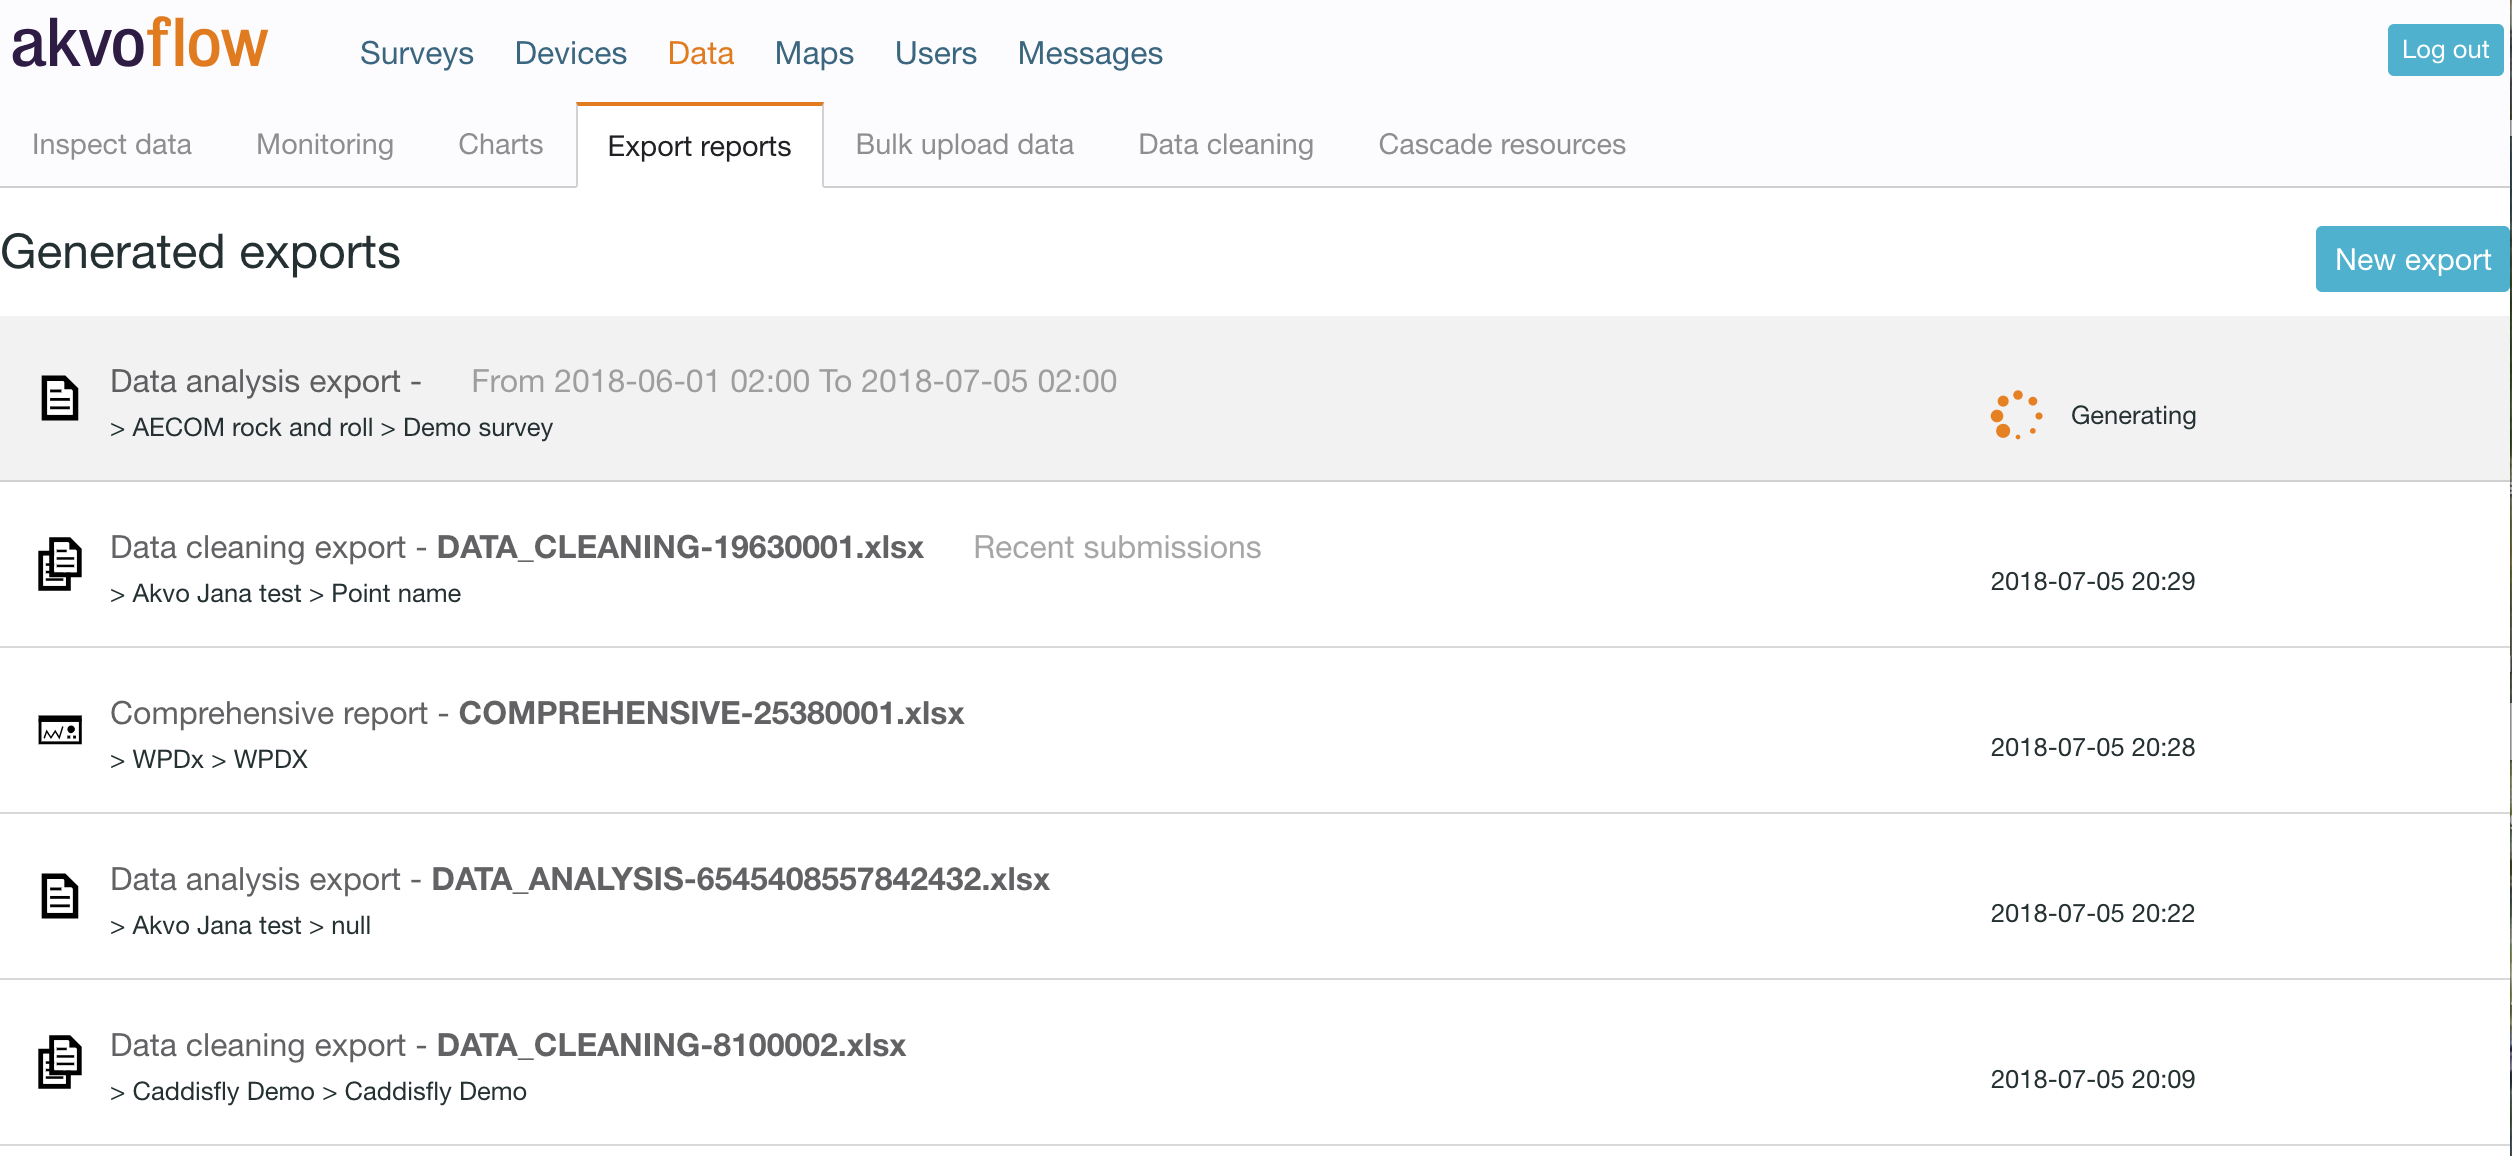 akvoflow
Surveys Devices Data Maps Users Messages
Log out
Inspect data Monitoring Charts Export reports Bulk upload data Data cleaning Cascade resources
Generated exports
New export
Data analysis export - From 2018-06-01 02:00 To 2018-07-05 02:00
> AECOM rock and roll > Demo survey
Generating
Data cleaning export - DATA_CLEANING-19630001.xlsx Recent submissions
> Akvo Jana test > Point name
2018-07-05 20:29
Comprehensive report - COMPREHENSIVE-25380001.xlsx
> WPDx > WPDX
2018-07-05 20:28
Data analysis export - DATA_ANALYSIS-6545408557842432.xlsx
> Akvo Jana test > null
2018-07-05 20:22
Data cleaning export - DATA_CLEANING-8100002.xlsx
> Caddisfly Demo > Caddisfly Demo
2018-07-05 20:09